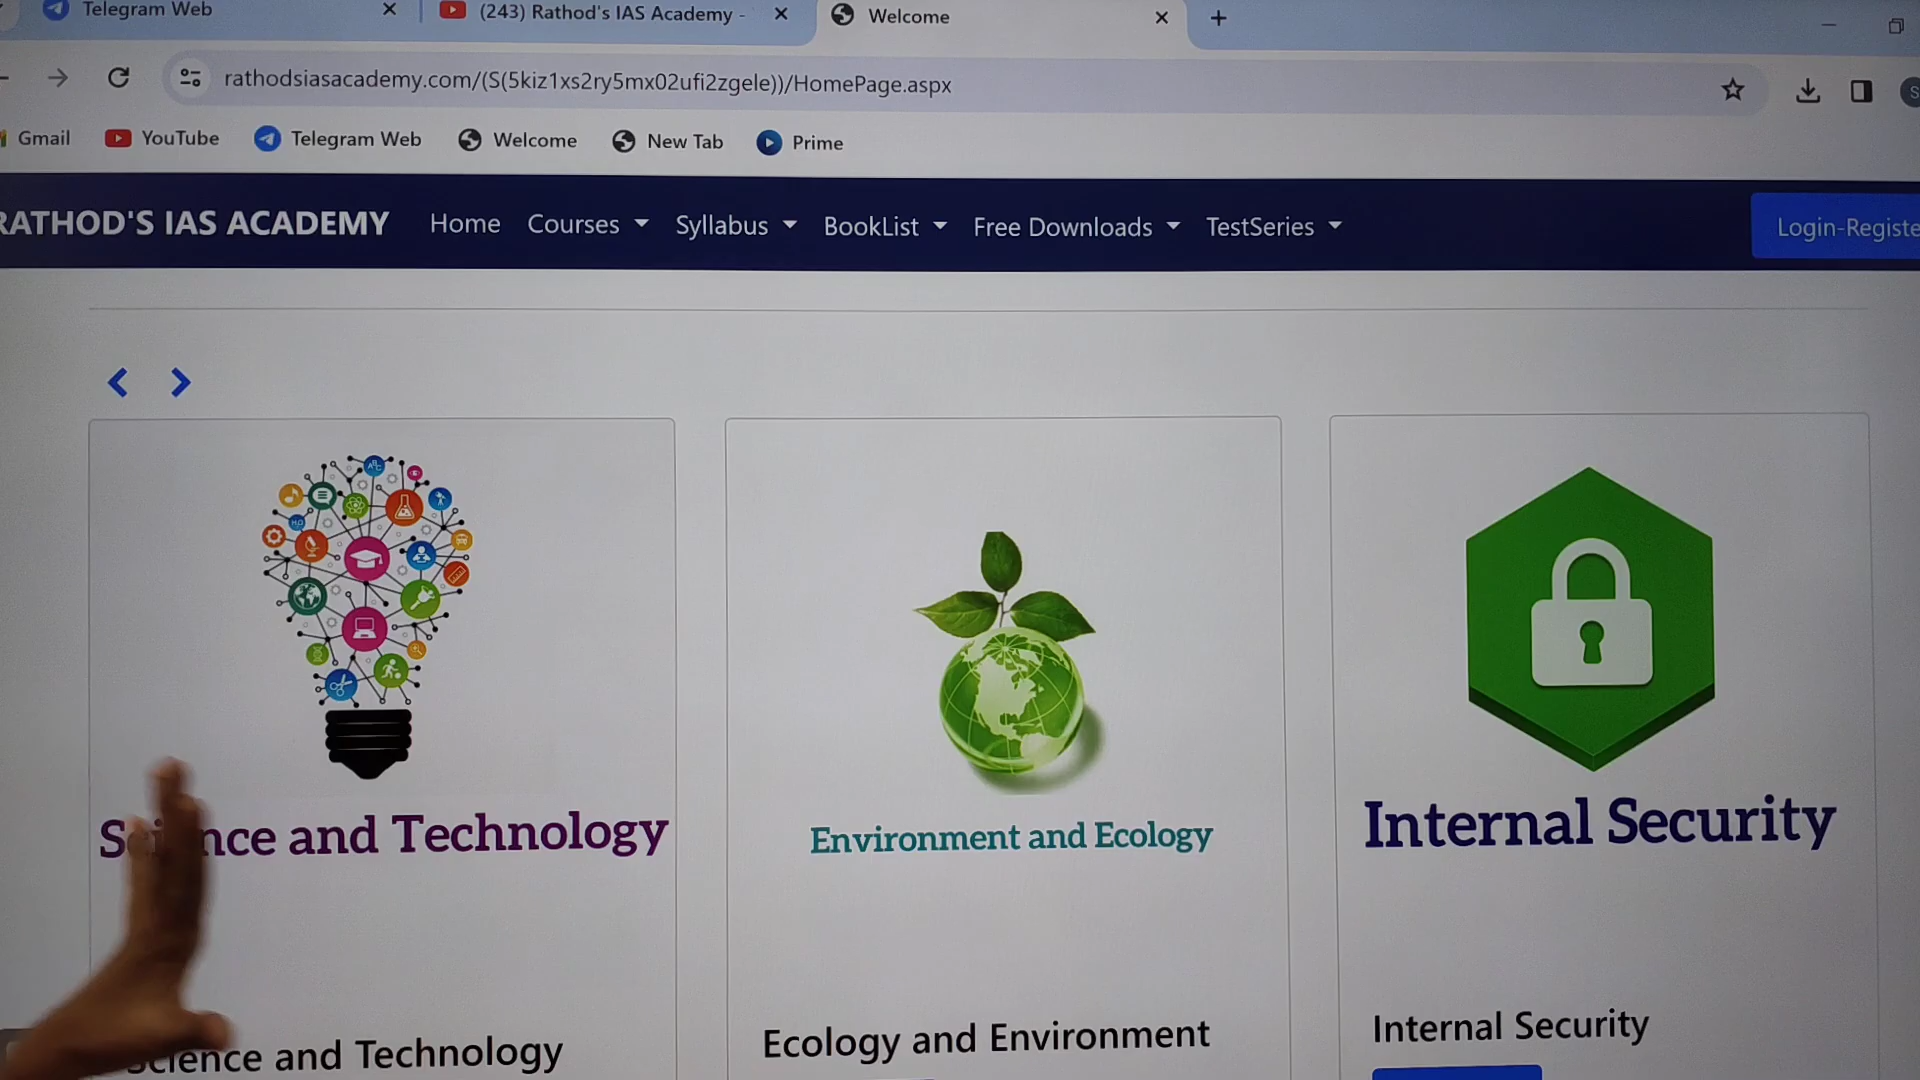 Telegram Web
(243) Rathod's IAS Academy -
Welcome
rathodsiasacademy.com/(S(5kiz1xs2ry5mx02ufi2zgele))/HomePage.aspx
Gmail
YouTube
Telegram Web
Welcome
New Tab
Prime
RATHOD'S IAS ACADEMY
Home
Courses
Syllabus
BookList
Free Downloads
TestSeries
Login-Registe
Science and Technology
Environment and Ecology
Internal Security
Science and Technology
Ecology and Environment
Internal Security